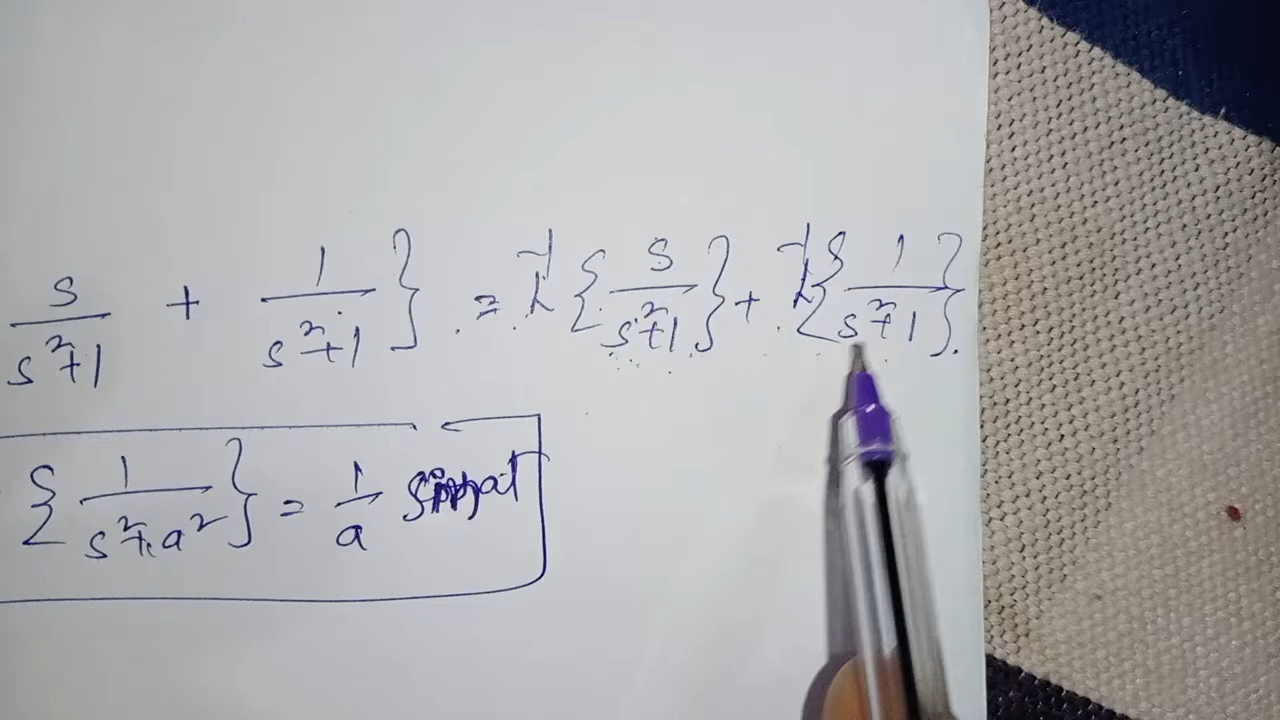 s/(s²+1) + 1/(s²+1) } = L⁻¹ { s/(s²+1) } + L⁻¹ { 1/(s²+1) }
{ 1/(s²+a²) } = 1/a sin at